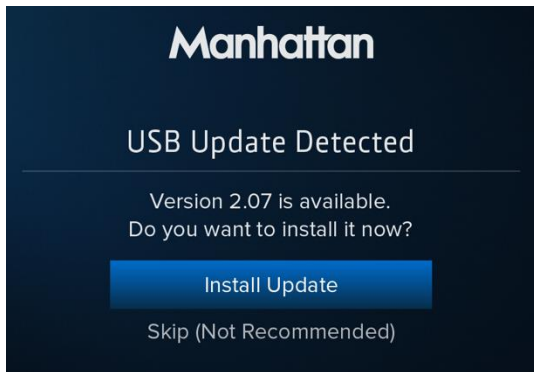 Manhattan
USB Update Detected
Version 2.07 is available.
Do you want to install it now?
Install Update
Skip (Not Recommended)